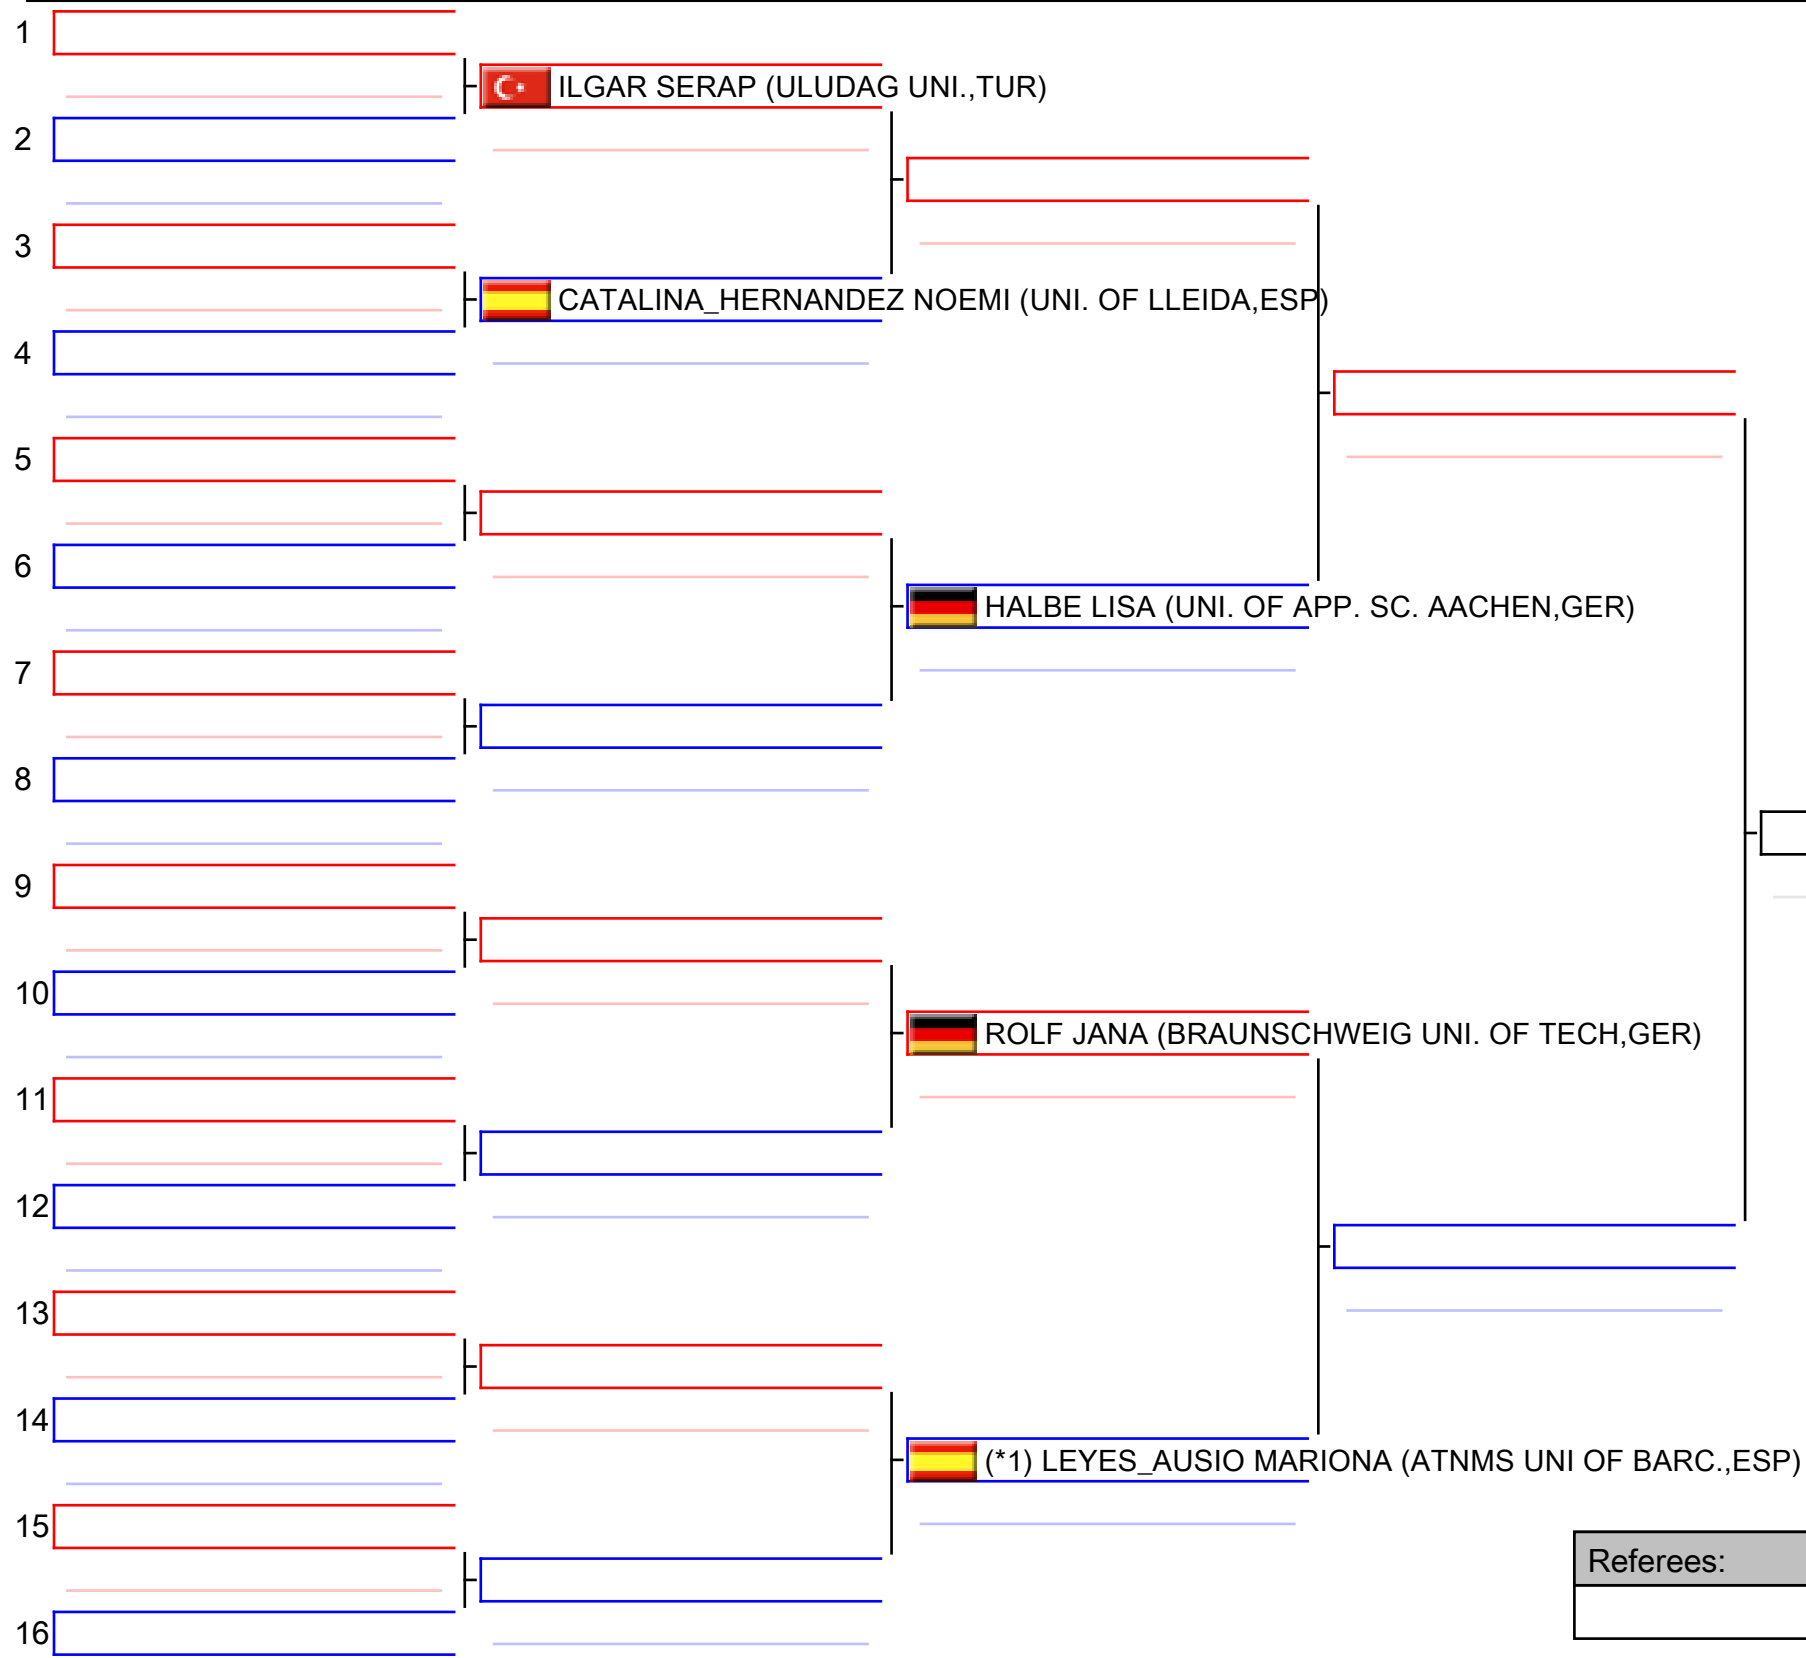 1
ILGAR SERAP (ULUDAG UNI.,TUR)
2
3
CATALINA_HERNANDEZ NOEMI (UNI. OF LLEIDA,ESP)
4
5
6
HALBE LISA (UNI. OF APP. SC. AACHEN,GER)
7
8
9
10
ROLF JANA (BRAUNSCHWEIG UNI. OF TECH,GER)
11
12
13
14
(*1) LEYES_AUSIO MARIONA (ATNMS UNI OF BARC.,ESP)
15
Referees:
16